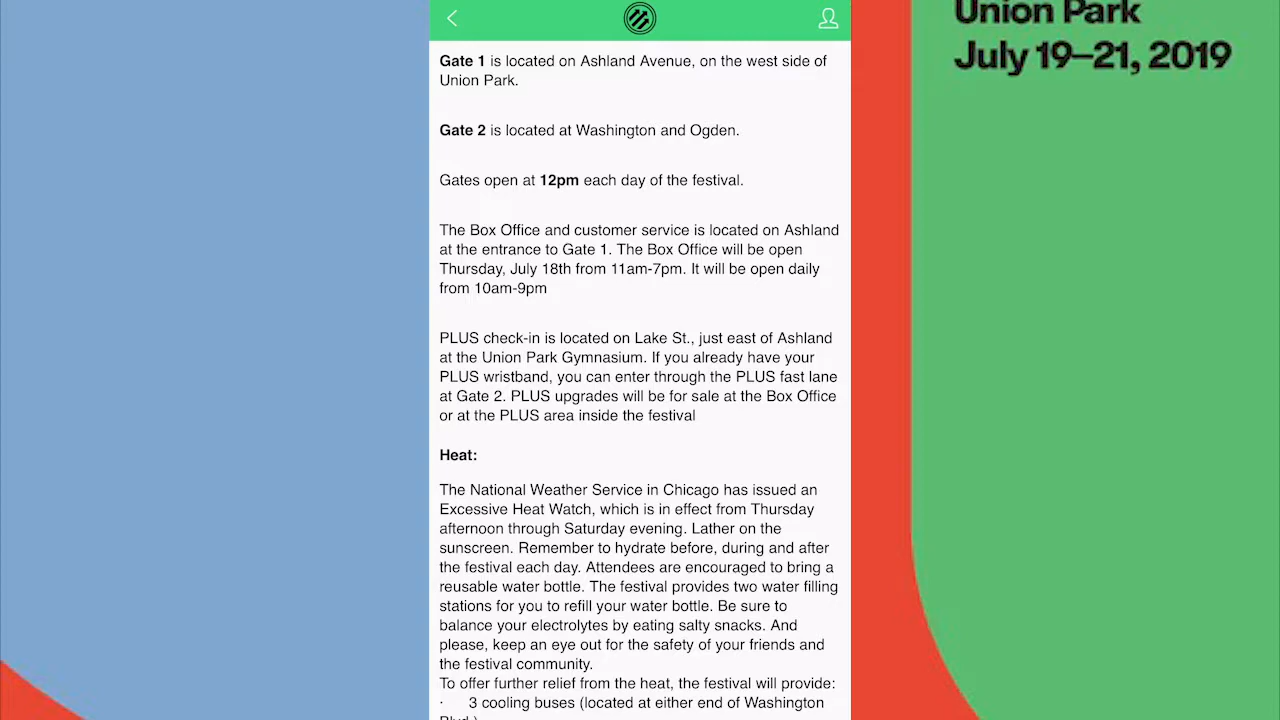 Union Park
July 19–21, 2019
Gate 1 is located on Ashland Avenue, on the west side of
Union Park.
Gate 2 is located at Washington and Ogden.
Gates open at 12pm each day of the festival.
The Box Office and customer service is located on Ashland
at the entrance to Gate 1. The Box Office will be open
Thursday, July 18th from 11am-7pm. It will be open daily
from 10am-9pm
PLUS check-in is located on Lake St., just east of Ashland
at the Union Park Gymnasium. If you already have your
PLUS wristband, you can enter through the PLUS fast lane
at Gate 2. PLUS upgrades will be for sale at the Box Office
or at the PLUS area inside the festival
Heat:
The National Weather Service in Chicago has issued an
Excessive Heat Watch, which is in effect from Thursday
afternoon through Saturday evening. Lather on the
sunscreen. Remember to hydrate before, during and after
the festival each day. Attendees are encouraged to bring a
reusable water bottle. The festival provides two water filling
stations for you to refill your water bottle. Be sure to
balance your electrolytes by eating salty snacks. And
please, keep an eye out for the safety of your friends and
the festival community.
To offer further relief from the heat, the festival will provide:
· 3 cooling buses (located at either end of Washington
Blvd.)